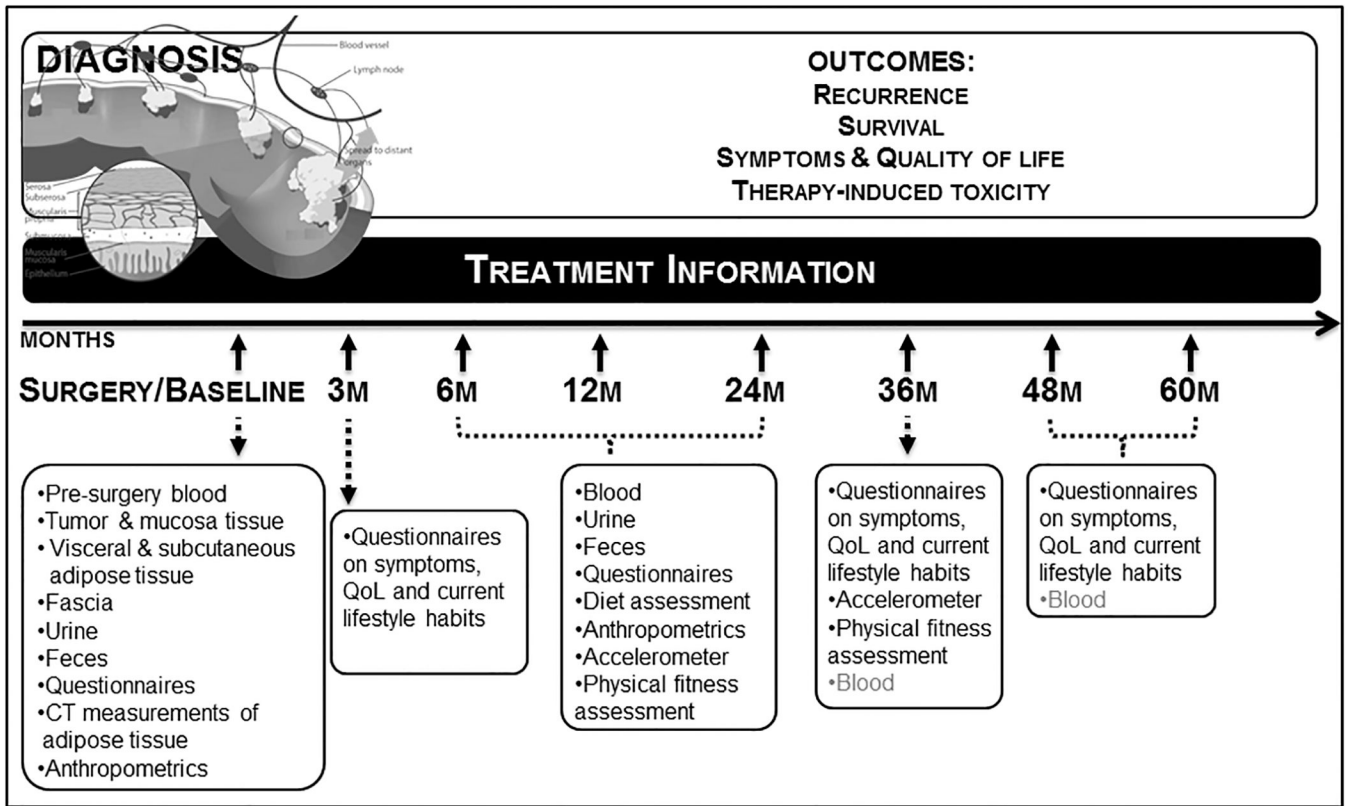 DIAGNOSIS
Blood vessel
Lymph node
Spread to distant
organs
Serosa
Subserosa
Muscularis
propria
Submucosa
Muscularis
mucosa
Epithelium
OUTCOMES:
RECURRENCE
SURVIVAL
SYMPTOMS & QUALITY OF LIFE
THERAPY-INDUCED TOXICITY
TREATMENT INFORMATION
MONTHS
SURGERY/BASELINE 3M 6M 12M 24M 36M 48M 60M
•Pre-surgery blood
•Tumor & mucosa tissue
•Visceral & subcutaneous
adipose tissue
•Fascia
•Urine
•Feces
•Questionnaires
•CT measurements of
adipose tissue
•Anthropometrics
•Questionnaires
on symptoms,
QoL and current
lifestyle habits
•Blood
•Urine
•Feces
•Questionnaires
•Diet assessment
•Anthropometrics
•Accelerometer
•Physical fitness
assessment
•Questionnaires
on symptoms,
QoL and current
lifestyle habits
•Accelerometer
•Physical fitness
assessment
•Blood
•Questionnaires
on symptoms,
QoL and current
lifestyle habits
•Blood